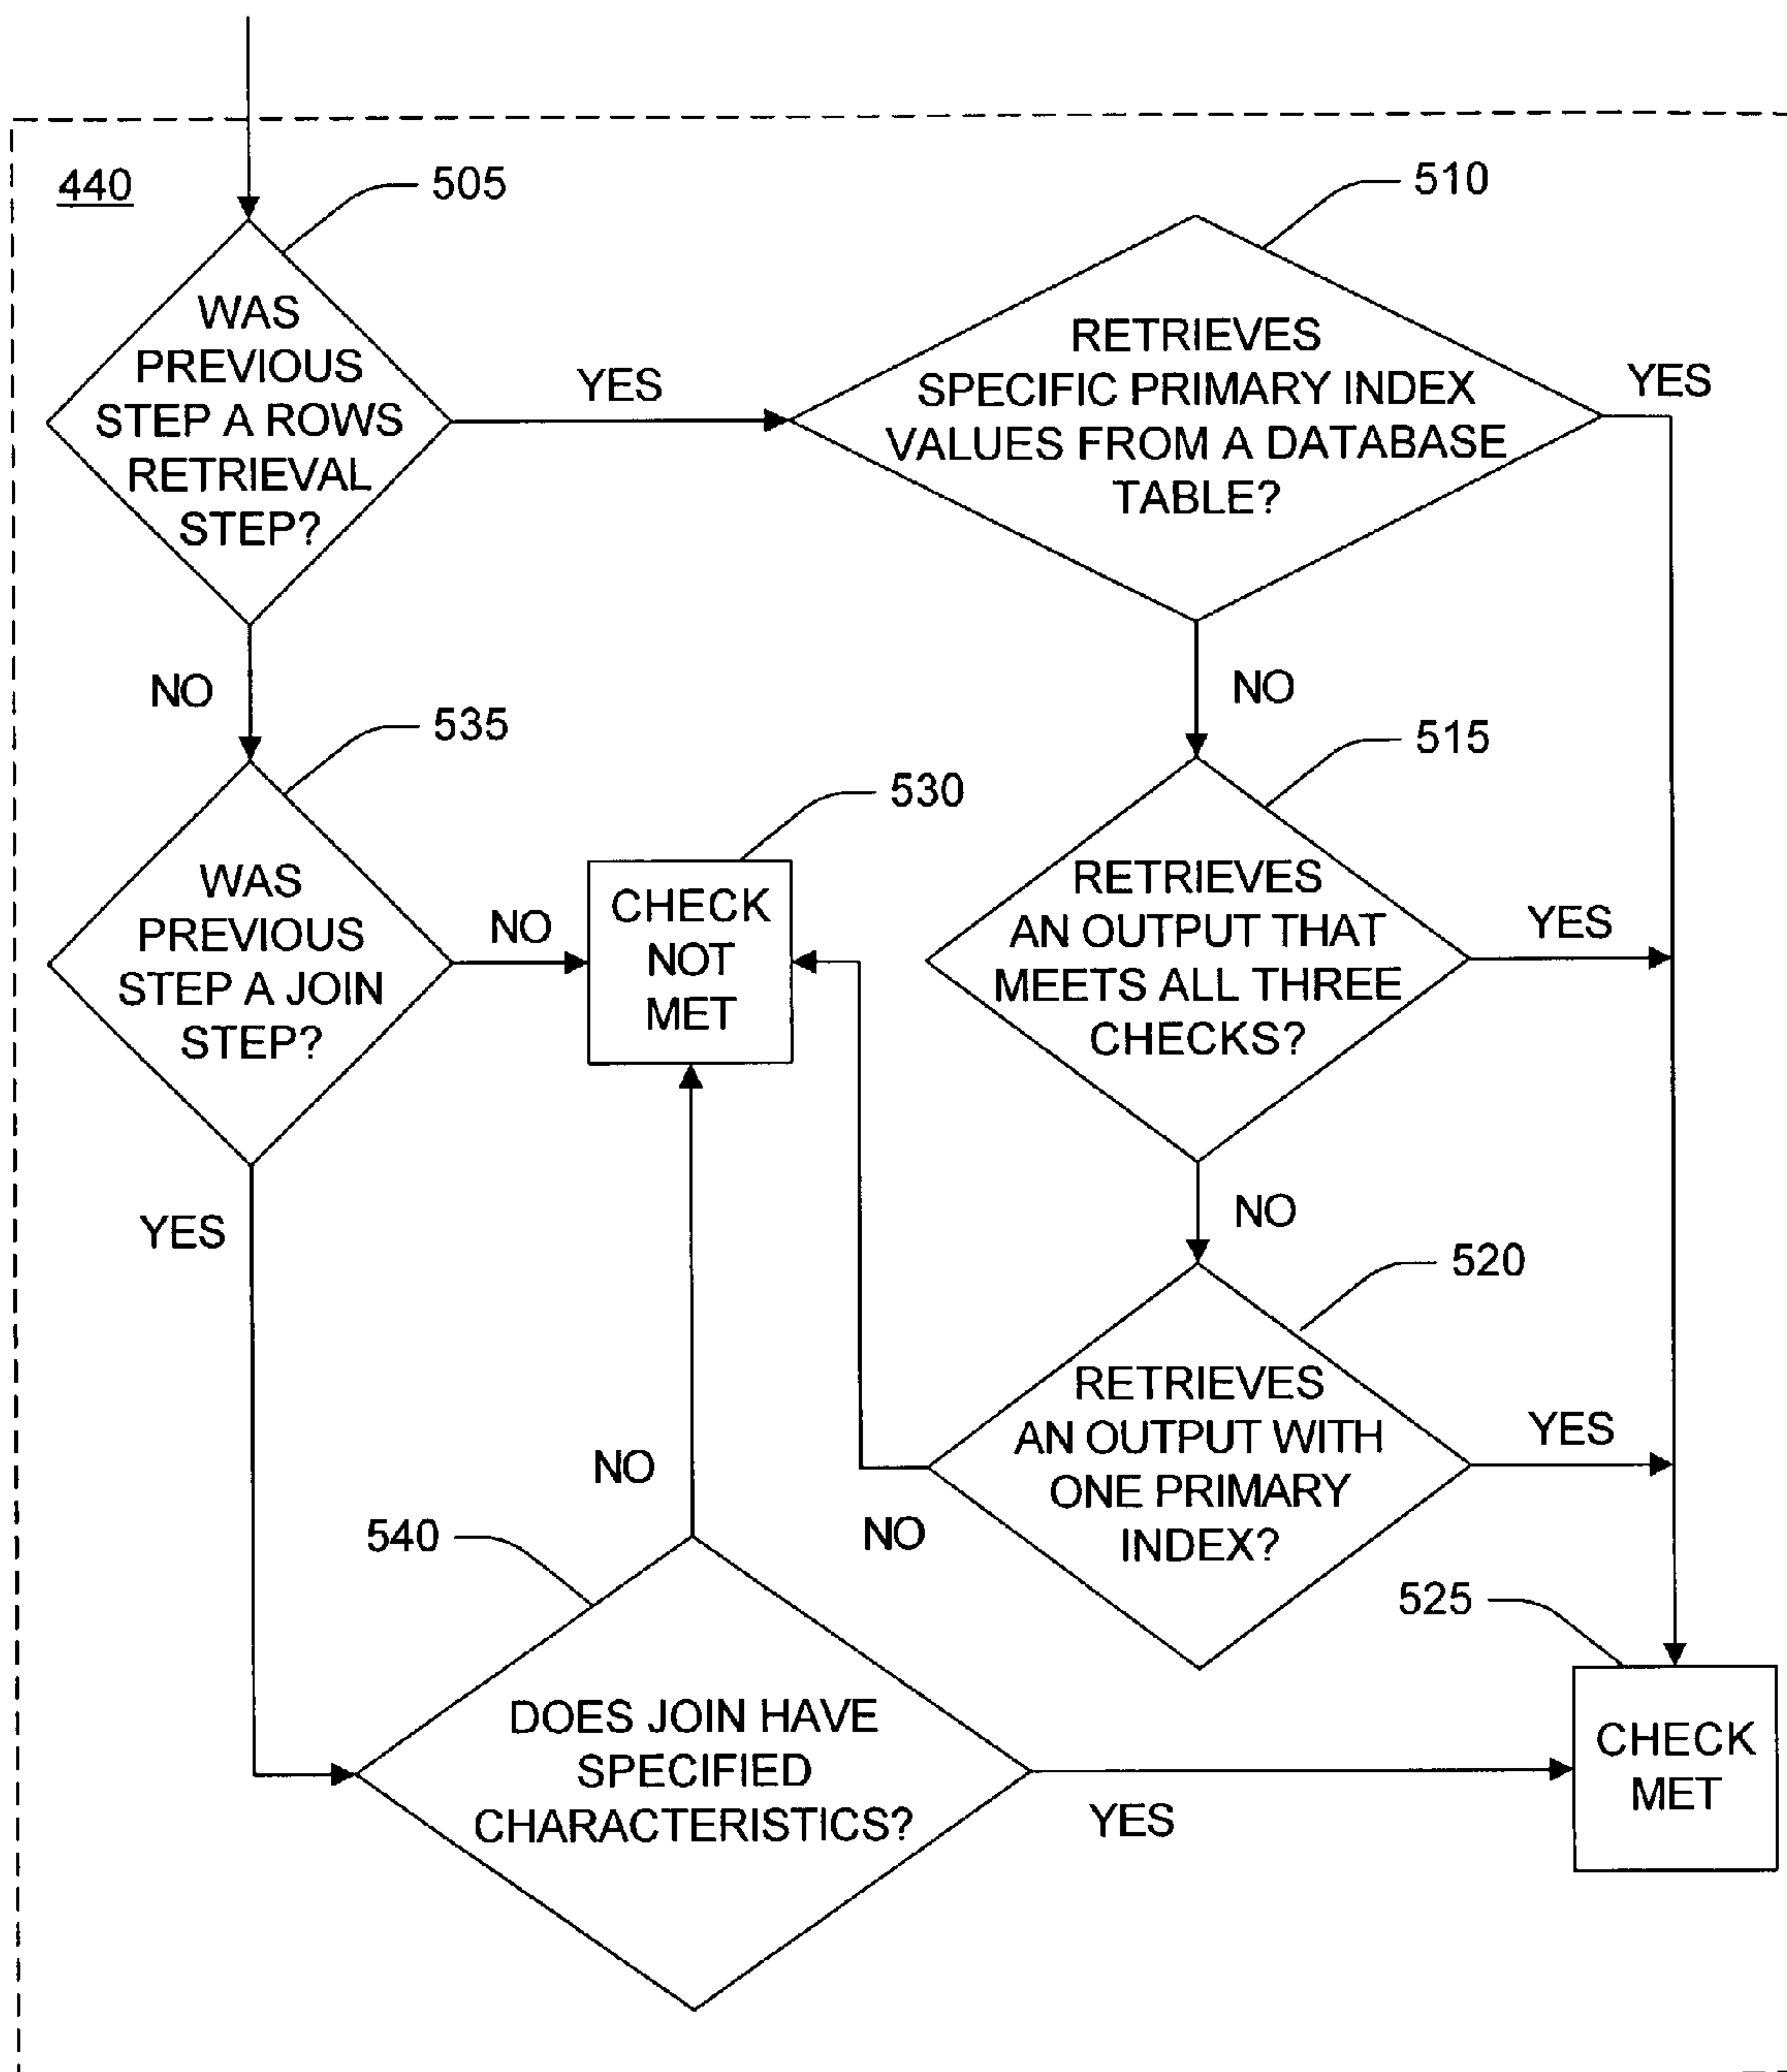 440
505
WAS
PREVIOUS
STEP A ROWS
RETRIEVAL
STEP?
YES
510
RETRIEVES
SPECIFIC PRIMARY INDEX
VALUES FROM A DATABASE
TABLE?
YES
NO
NO
535
WAS
PREVIOUS
STEP A JOIN
STEP?
NO
530
CHECK
NOT
MET
515
RETRIEVES
AN OUTPUT THAT
MEETS ALL THREE
CHECKS?
YES
NO
YES
520
RETRIEVES
AN OUTPUT WITH
ONE PRIMARY
INDEX?
YES
NO
NO
540
DOES JOIN HAVE
SPECIFIED
CHARACTERISTICS?
YES
525
CHECK
MET